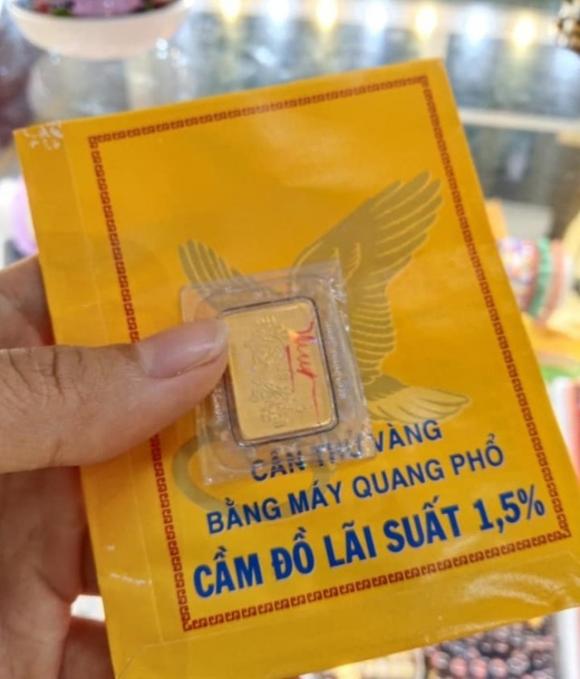 CÂN THỬ VÀNG
BẰNG MÁY QUANG PHỔ
CẦM ĐỒ LÃI SUẤT 1,5%